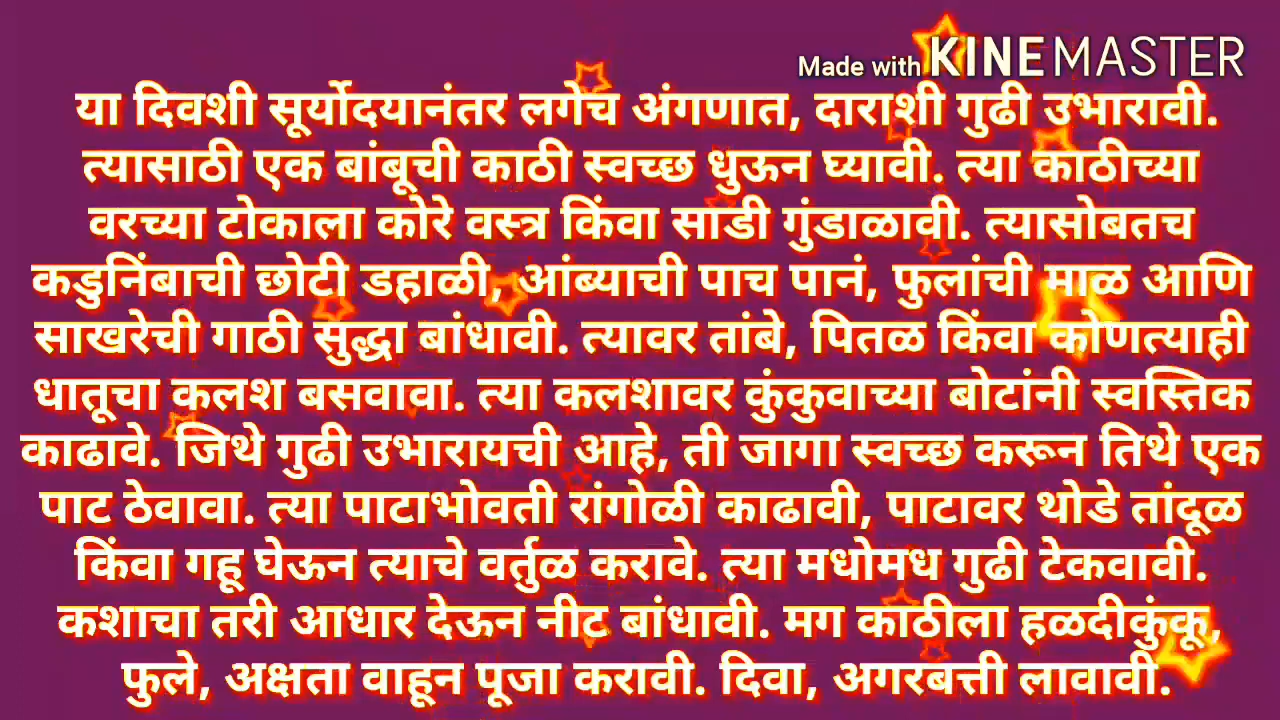 Made with KINEMASTER
या दिवशी सूर्योदयानंतर लगेच अंगणात, दाराशी गुढी उभारावी.
त्यासाठी एक बांबूची काठी स्वच्छ धुऊन घ्यावी. त्या काठीच्या
वरच्या टोकाला कोरे वस्त्र किंवा साडी गुंडाळावी. त्यासोबतच
कडुनिंबाची छोटी डहाळी, आंब्याची पाच पानं, फुलांची माळ आणि
साखरेची गाठी सुद्धा बांधावी. त्यावर तांबे, पितळ किंवा कोणत्याही
धातूचा कलश बसवावा. त्या कलशावर कुंकुवाच्या बोटांनी स्वस्तिक
काढावे. जिथे गुढी उभारायची आहे, ती जागा स्वच्छ करून तिथे एक
पाट ठेवावा. त्या पाटाभोवती रांगोळी काढावी, पाटावर थोडे तांदूळ
किंवा गहू घेऊन त्याचे वर्तुळ करावे. त्या मधोमध गुढी टेकवावी.
कशाचा तरी आधार देऊन नीट बांधावी. मग काठीला हळदीकुंकू,
फुले, अक्षता वाहून पूजा करावी. दिवा, अगरबत्ती लावावी.